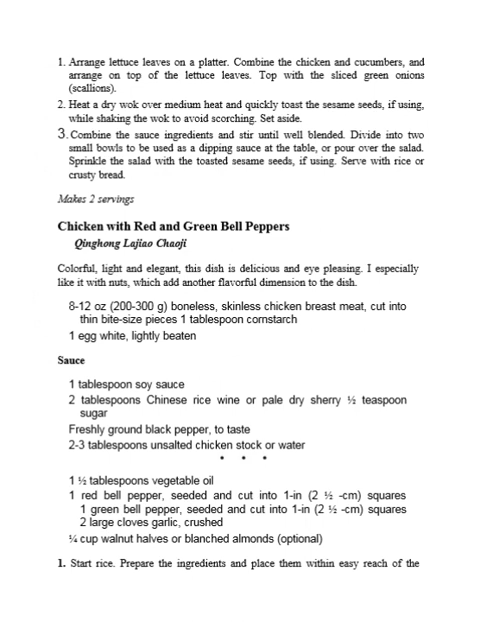 1. Arrange lettuce leaves on a platter. Combine the chicken and cucumbers, and
arrange on top of the lettuce leaves. Top with the sliced green onions
(scallions).
2. Heat a dry wok over medium heat and quickly toast the sesame seeds, if using,
while shaking the wok to avoid scorching. Set aside.
3. Combine the sauce ingredients and stir until well blended. Divide into two
small bowls to be used as a dipping sauce at the table, or pour over the salad.
Sprinkle the salad with the toasted sesame seeds, if using. Serve with rice or
crusty bread.
Makes 2 servings
Chicken with Red and Green Bell Peppers
Qinghong Lajiao Chaoji
Colorful, light and elegant, this dish is delicious and eye pleasing. I especially
like it with nuts, which add another flavorful dimension to the dish.
8-12 oz (200-300 g) boneless, skinless chicken breast meat, cut into
thin bite-size pieces 1 tablespoon cornstarch
1 egg white, lightly beaten
Sauce
1 tablespoon soy sauce
2 tablespoons Chinese rice wine or pale dry sherry ½ teaspoon
sugar
Freshly ground black pepper, to taste
2-3 tablespoons unsalted chicken stock or water
• • •
1 ½ tablespoons vegetable oil
1 red bell pepper, seeded and cut into 1-in (2 ½ -cm) squares
1 green bell pepper, seeded and cut into 1-in (2 ½ -cm) squares
2 large cloves garlic, crushed
¼ cup walnut halves or blanched almonds (optional)
1. Start rice. Prepare the ingredients and place them within easy reach of the